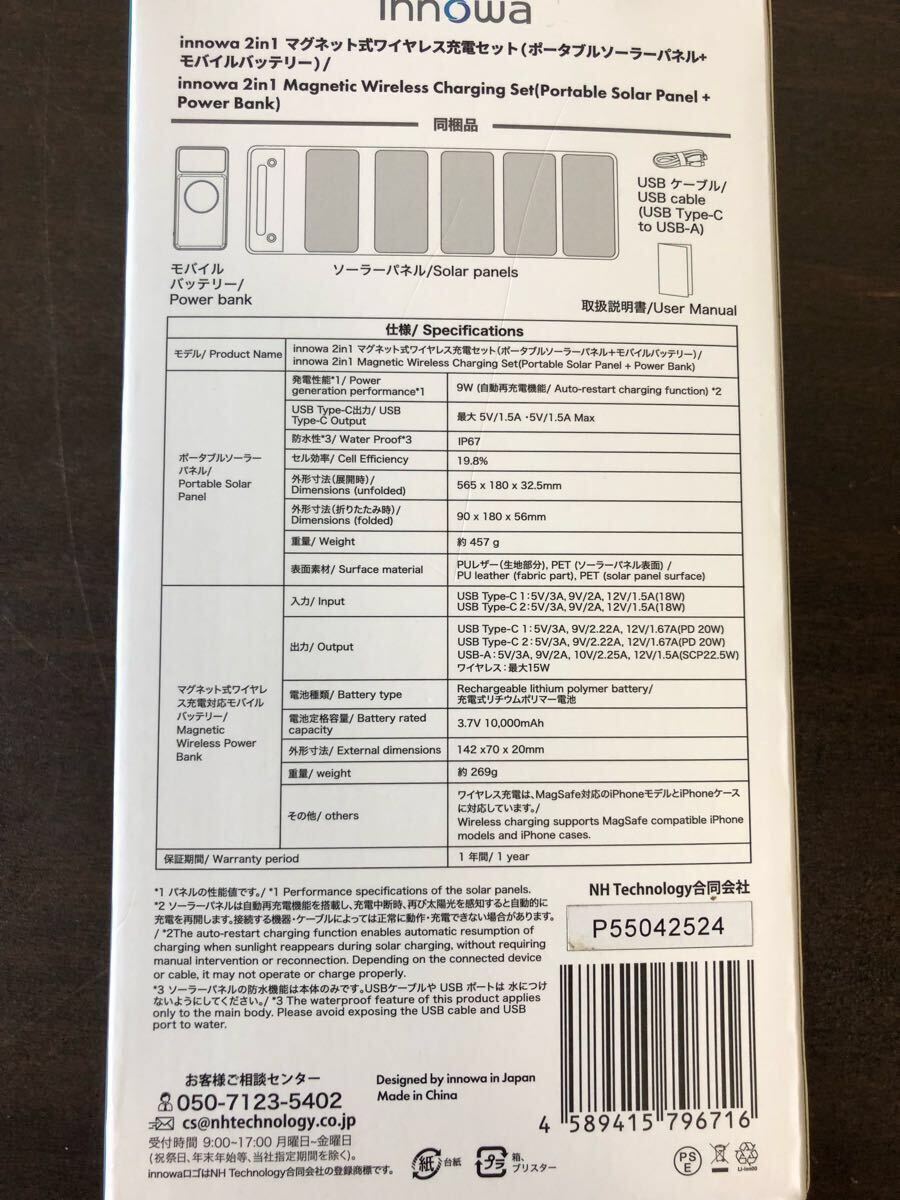 innowa
innowa 2in1 マグネット式ワイヤレス充電セット(ポータブルソーラーパネル+
モバイルバッテリー)/
innowa 2in1 Magnetic Wireless Charging Set(Portable Solar Panel +
Power Bank)
同梱品
モバイル
バッテリー/
Power bank
ソーラーパネル/Solar panels
USB ケーブル/
USB cable
(USB Type-C
to USB-A)
取扱説明書/User Manual
仕様/ Specifications
モデル/ Product Name
innowa 2in1 マグネット式ワイヤレス充電セット(ポータブルソーラーパネル+モバイルバッテリー)/
innowa 2in1 Magnetic Wireless Charging Set(Portable Solar Panel + Power Bank)
ポータブルソーラー
パネル/
Portable Solar
Panel
発電性能*1/ Power
generation performance*1
9W (自動再充電機能/ Auto-restart charging function) *2
USB Type-C出力/ USB
Type-C Output
最大 5V/1.5A ・5V/1.5A Max
防水性*3/ Water Proof*3
IP67
セル効率/ Cell Efficiency
19.8%
外形寸法(展開時)/
Dimensions (unfolded)
565 x 180 x 32.5mm
外形寸法(折りたたみ時)/
Dimensions (folded)
90 x 180 x 56mm
重量/ Weight
約 457 g
表面素材/ Surface material
PUレザー(生地部分), PET (ソーラーパネル表面) /
PU leather (fabric part), PET (solar panel surface)
マグネット式ワイヤレ
ス充電対応モバイル
バッテリー/
Magnetic
Wireless Power
Bank
入力/ Input
USB Type-C 1:5V/3A, 9V/2A, 12V/1.5A(18W)
USB Type-C 2:5V/3A, 9V/2A, 12V/1.5A(18W)
出力/ Output
USB Type-C 1:5V/3A, 9V/2.22A, 12V/1.67A(PD 20W)
USB Type-C 2:5V/3A, 9V/2.22A, 12V/1.67A(PD 20W)
USB-A:5V/3A, 9V/2A, 10V/2.25A, 12V/1.5A(SCP22.5W)
ワイヤレス:最大15W
電池種類/ Battery type
Rechargeable lithium polymer battery/
充電式リチウムポリマー電池
電池定格容量/ Battery rated
capacity
3.7V 10,000mAh
外形寸法/ External dimensions
142 x70 x 20mm
重量/ weight
約 269g
その他/ others
ワイヤレス充電は、MagSafe対応のiPhoneモデルとiPhoneケース
に対応しています。/
Wireless charging supports MagSafe compatible iPhone
models and iPhone cases.
保証期間/ Warranty period
1 年間/ 1 year
*1 パネルの性能値です。/ *1 Performance specifications of the solar panels.
*2 ソーラーパネルは自動再充電機能を搭載し、充電中断時、再び太陽光を感知すると自動的に
充電を再開します。接続する機器・ケーブルによっては正常に動作・充電できない場合があります。
/ *2The auto-restart charging function enables automatic resumption of
charging when sunlight reappears during solar charging, without requiring
manual intervention or reconnection. Depending on the connected device
or cable, it may not operate or charge properly.
*3 ソーラーパネルの防水機能は本体のみです。USBケーブルや USB ポートは 水につけ
ないようにしてください。/ *3 The waterproof feature of this product applies
only to the main body. Please avoid exposing the USB cable and USB
port to water.
NH Technology合同会社
P55042524
お客様ご相談センター
050-7123-5402
cs@nhtechnology.co.jp
受付時間 9:00~17:00 月曜日~金曜日
(祝祭日、年末年始等、当社指定期間を除く)。
innowaロゴはNH Technology合同会社の登録商標です。
Designed by innowa in Japan
Made in China
4 589415 796716
紙 台紙
プラ 箱、
ブリスター
PS
E
Li-ion00